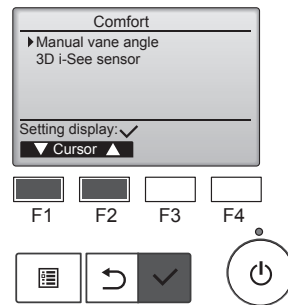 Comfort
Manual vane angle
3D i-See sensor
Setting display:
Cursor
F1 F2 F3 F4